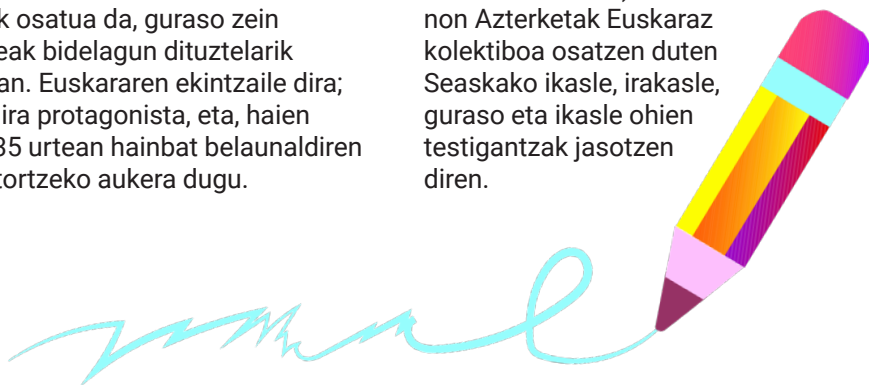 k osatua da, guraso zein
eak bidelagun dituztelarik
an. Euskararen ekintzaile dira;
ira protagonista, eta, haien
35 urtean hainbat belaunaldiren
tortzeko aukera dugu.
non Azterketak Euskaraz
kolektiboa osatzen duten
Seaskako ikasle, irakasle,
guraso eta ikasle ohien
testigantzak jasotzen
diren.